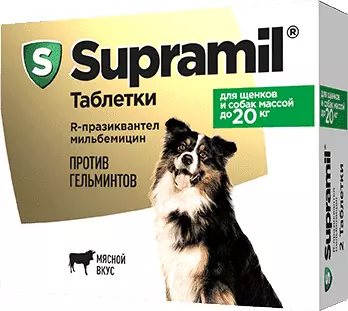 S Supramil®
Таблетки
для щенков
и собак массой
до 20 кг
R-празиквантел
мильбемицин
ПРОТИВ
ГЕЛЬМИНТОВ
МЯСНОЙ
ВКУС
Supramil®
2 Таблетки